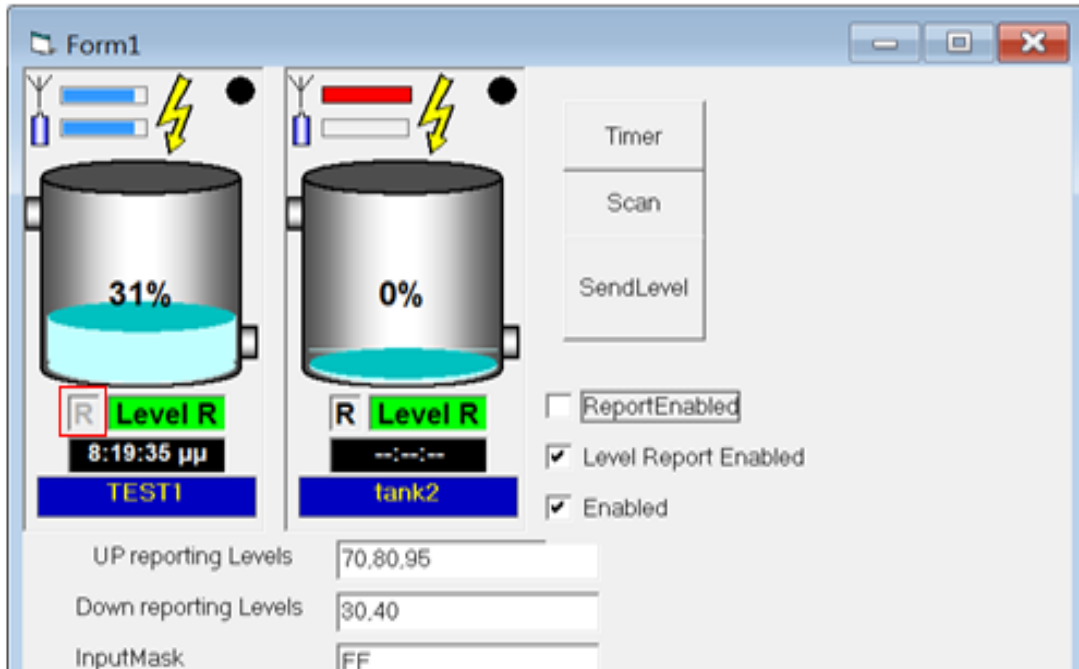 Form1
31%
R Level R
8:19:35 μμ
TEST1
0%
R Level R
--:--:--
tank2
Timer
Scan
SendLevel
ReportEnabled
Level Report Enabled
Enabled
UP reporting Levels 70,80,95
Down reporting Levels 30,40
InputMask FF